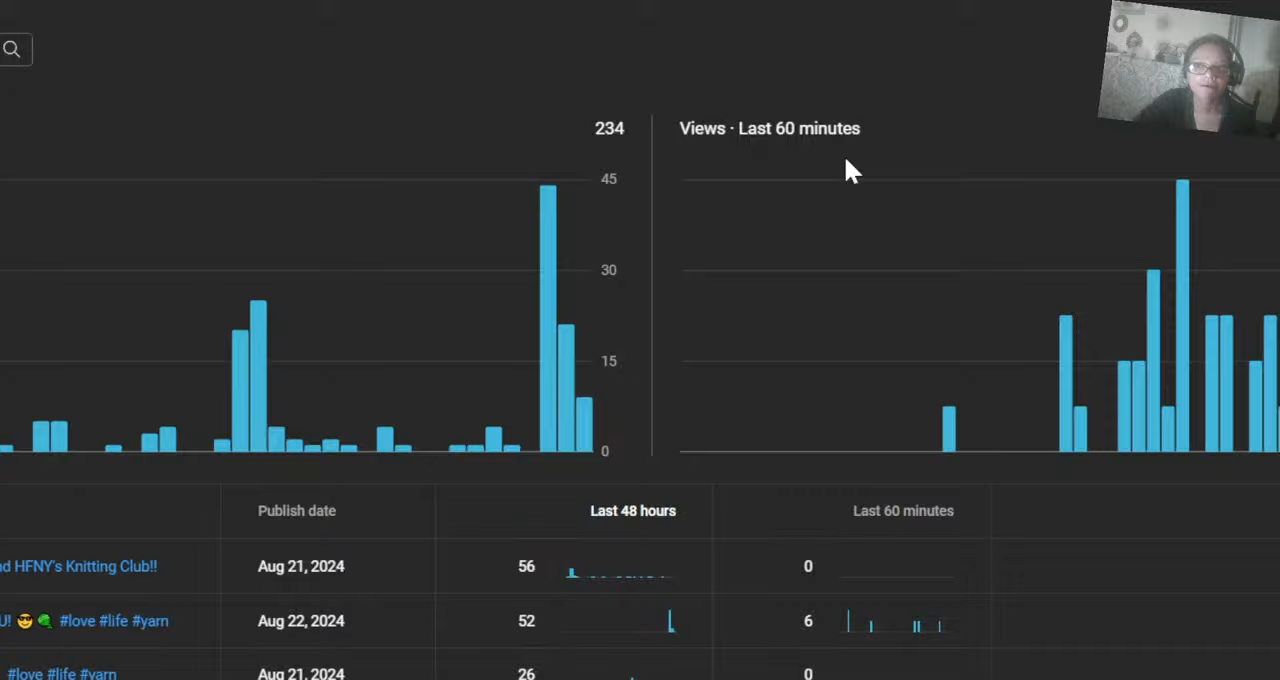 234
Views · Last 60 minutes
45
30
15
0
Publish date
Last 48 hours
Last 60 minutes
nd HFNY's Knitting Club!!
Aug 21, 2024
56
0
U! 😎 #love #life #yarn
Aug 22, 2024
52
6
#love #life #yarn
Aug 21, 2024
26
0